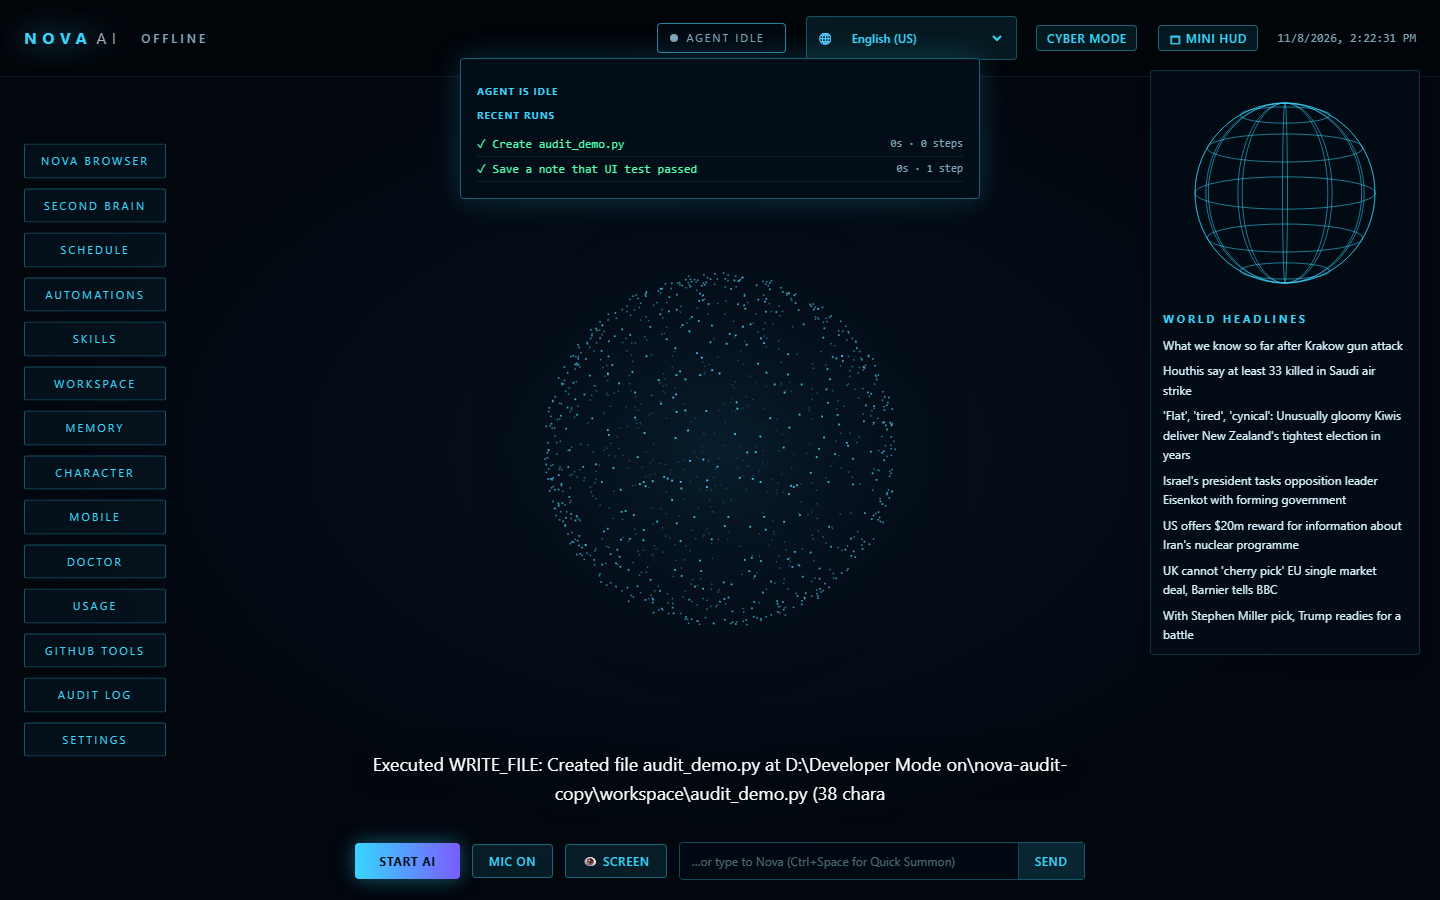 NOVA AI OFFLINE
AGENT IDLE
English (US)
CYBER MODE
MINI HUD
11/8/2026, 2:22:31 PM
AGENT IS IDLE
RECENT RUNS
✓ Create audit_demo.py 0s · 0 steps
✓ Save a note that UI test passed 0s · 1 step
NOVA BROWSER
SECOND BRAIN
SCHEDULE
AUTOMATIONS
SKILLS
WORKSPACE
MEMORY
CHARACTER
MOBILE
DOCTOR
USAGE
GITHUB TOOLS
AUDIT LOG
SETTINGS
WORLD HEADLINES
What we know so far after Krakow gun attack
Houthis say at least 33 killed in Saudi air
strike
'Flat', 'tired', 'cynical': Unusually gloomy Kiwis
deliver New Zealand's tightest election in
years
Israel's president tasks opposition leader
Eisenkot with forming government
US offers $20m reward for information about
Iran's nuclear programme
UK cannot 'cherry pick' EU single market
deal, Barnier tells BBC
With Stephen Miller pick, Trump readies for a
battle
Executed WRITE_FILE: Created file audit_demo.py at D:\Developer Mode on\nova-audit-
copy\workspace\audit_demo.py (38 chara
START AI
MIC ON
SCREEN
...or type to Nova (Ctrl+Space for Quick Summon)
SEND